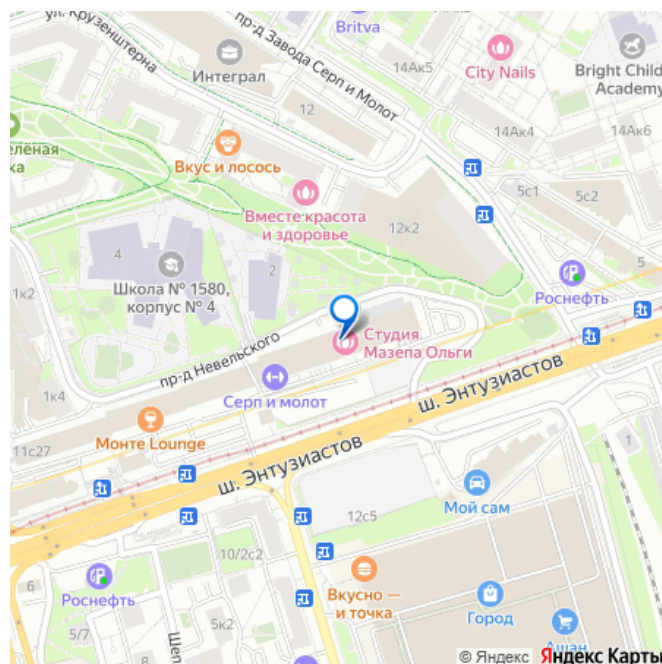 ул. Крузенштерна
Britva
пр-д Завода Серп и Молот
Интеграл
14Ак5
City Nails
Bright Child
Academy
12
14Ак4
14Ак6
Вкус и лосось
5с1
5с2
Вместе красота
и здоровье
12к2
4
2
Школа № 1580,
корпус № 4
5
Роснефть
1к2
пр-д Невельского
Студия
Мазепа Ольги
1к4
Серп и молот
ш. Энтузиастов
Монте Lounge
11с27
ш. Энтузиастов
1
Мой сам
12с5
10/2с2
6
Роснефть
Вкусно —
и точка
Город
5/7
5к2
Ашан
© Яндекс Яндекс Карты